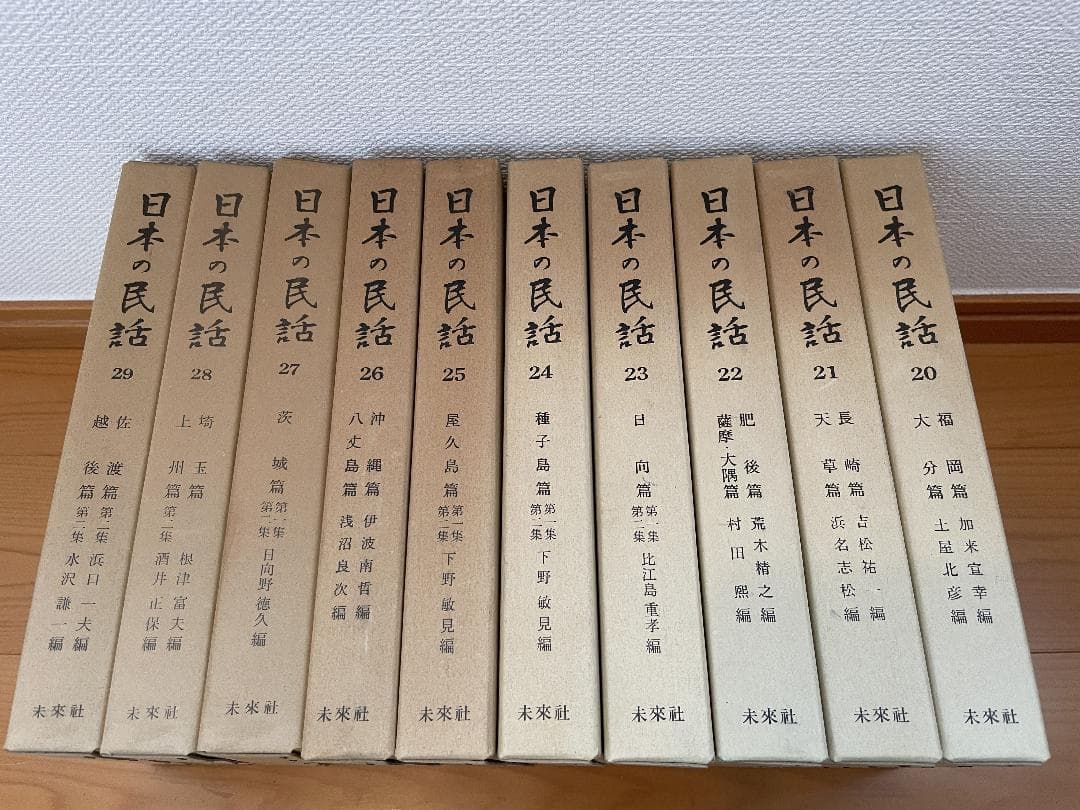 日本の民話
20
福岡篇 加来宣幸編
大分篇 土屋北彦編
未來社
日本の民話
21
長崎篇 吉松祐一編
天草篇 浜名志松編
未來社
日本の民話
22
肥後篇 荒木精之編
薩摩・大隅篇 村田熙編
未來社
日本の民話
23
日向篇 第一集 第二集 比江島重孝編
未來社
日本の民話
24
種子島篇 第一集 第二集 下野敏見編
未來社
日本の民話
25
屋久島篇 第一集 第二集 下野敏見編
未來社
日本の民話
26
沖縄篇 伊波南哲編
八丈島篇 浅沼良次編
未來社
日本の民話
27
茨城篇 第一集 第二集 日向野徳久編
未來社
日本の民話
28
埼玉篇 根津富夫編
上州篇 第二集 酒井正保編
未來社
日本の民話
29
佐渡篇 第二集 浜口一夫編
越後篇 第二集 水沢謙一編
未來社